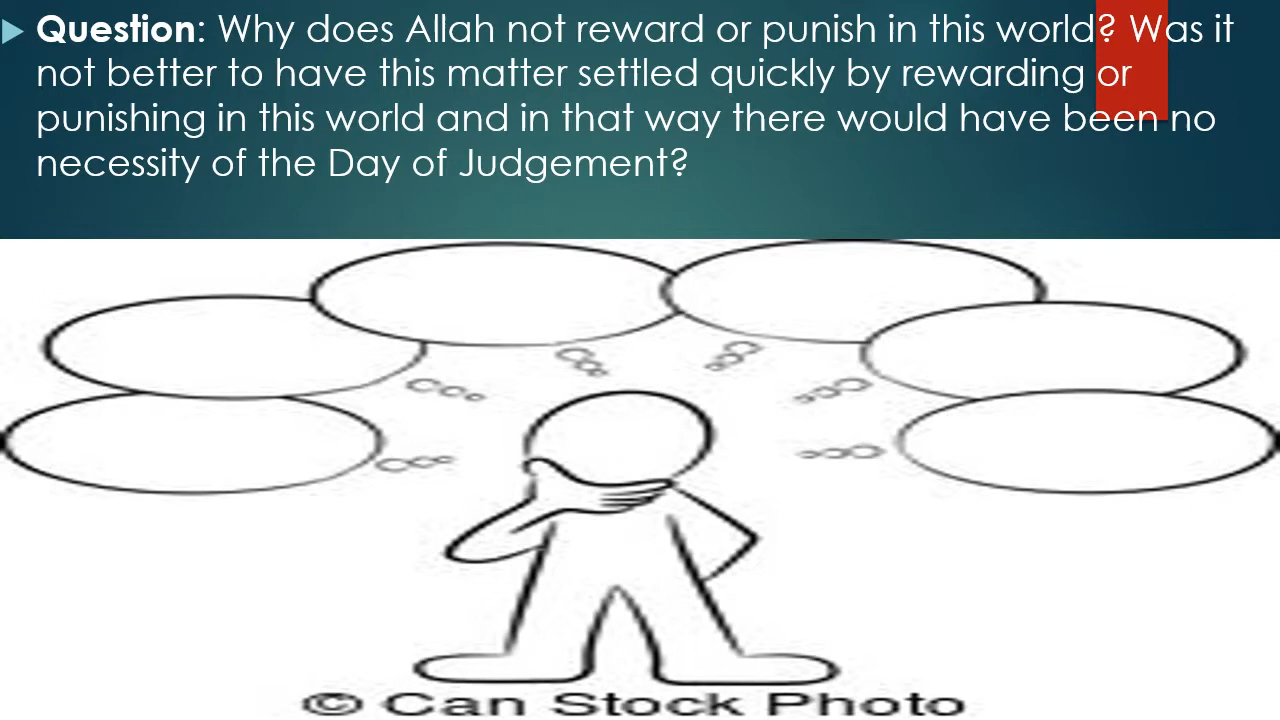 Question: Why does Allah not reward or punish in this world? Was it
not better to have this matter settled quickly by rewarding or
punishing in this world and in that way there would have been no
necessity of the Day of Judgement?
© Can Stock Photo